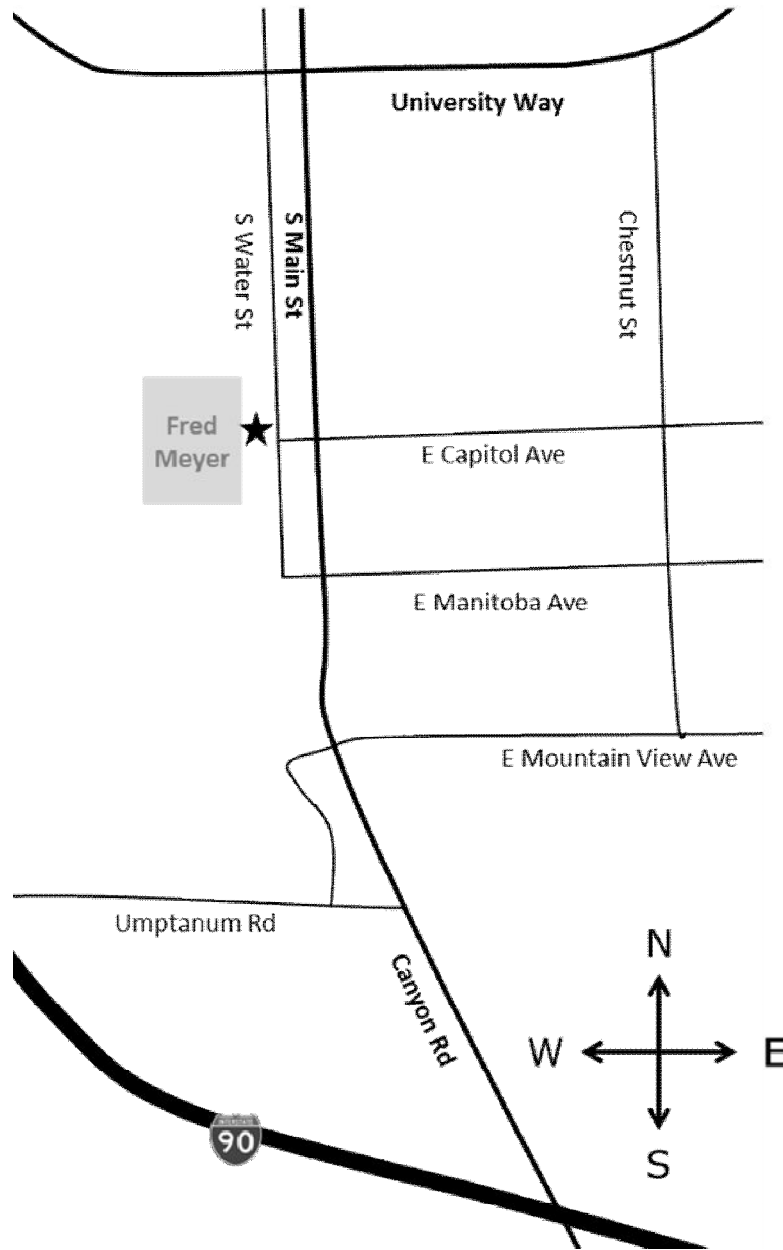 University Way
S Water St
S Main St
Chestnut St
Fred
Meyer
E Capitol Ave
E Manitoba Ave
E Mountain View Ave
Umptanum Rd
Canyon Rd
N
W
E
S
90